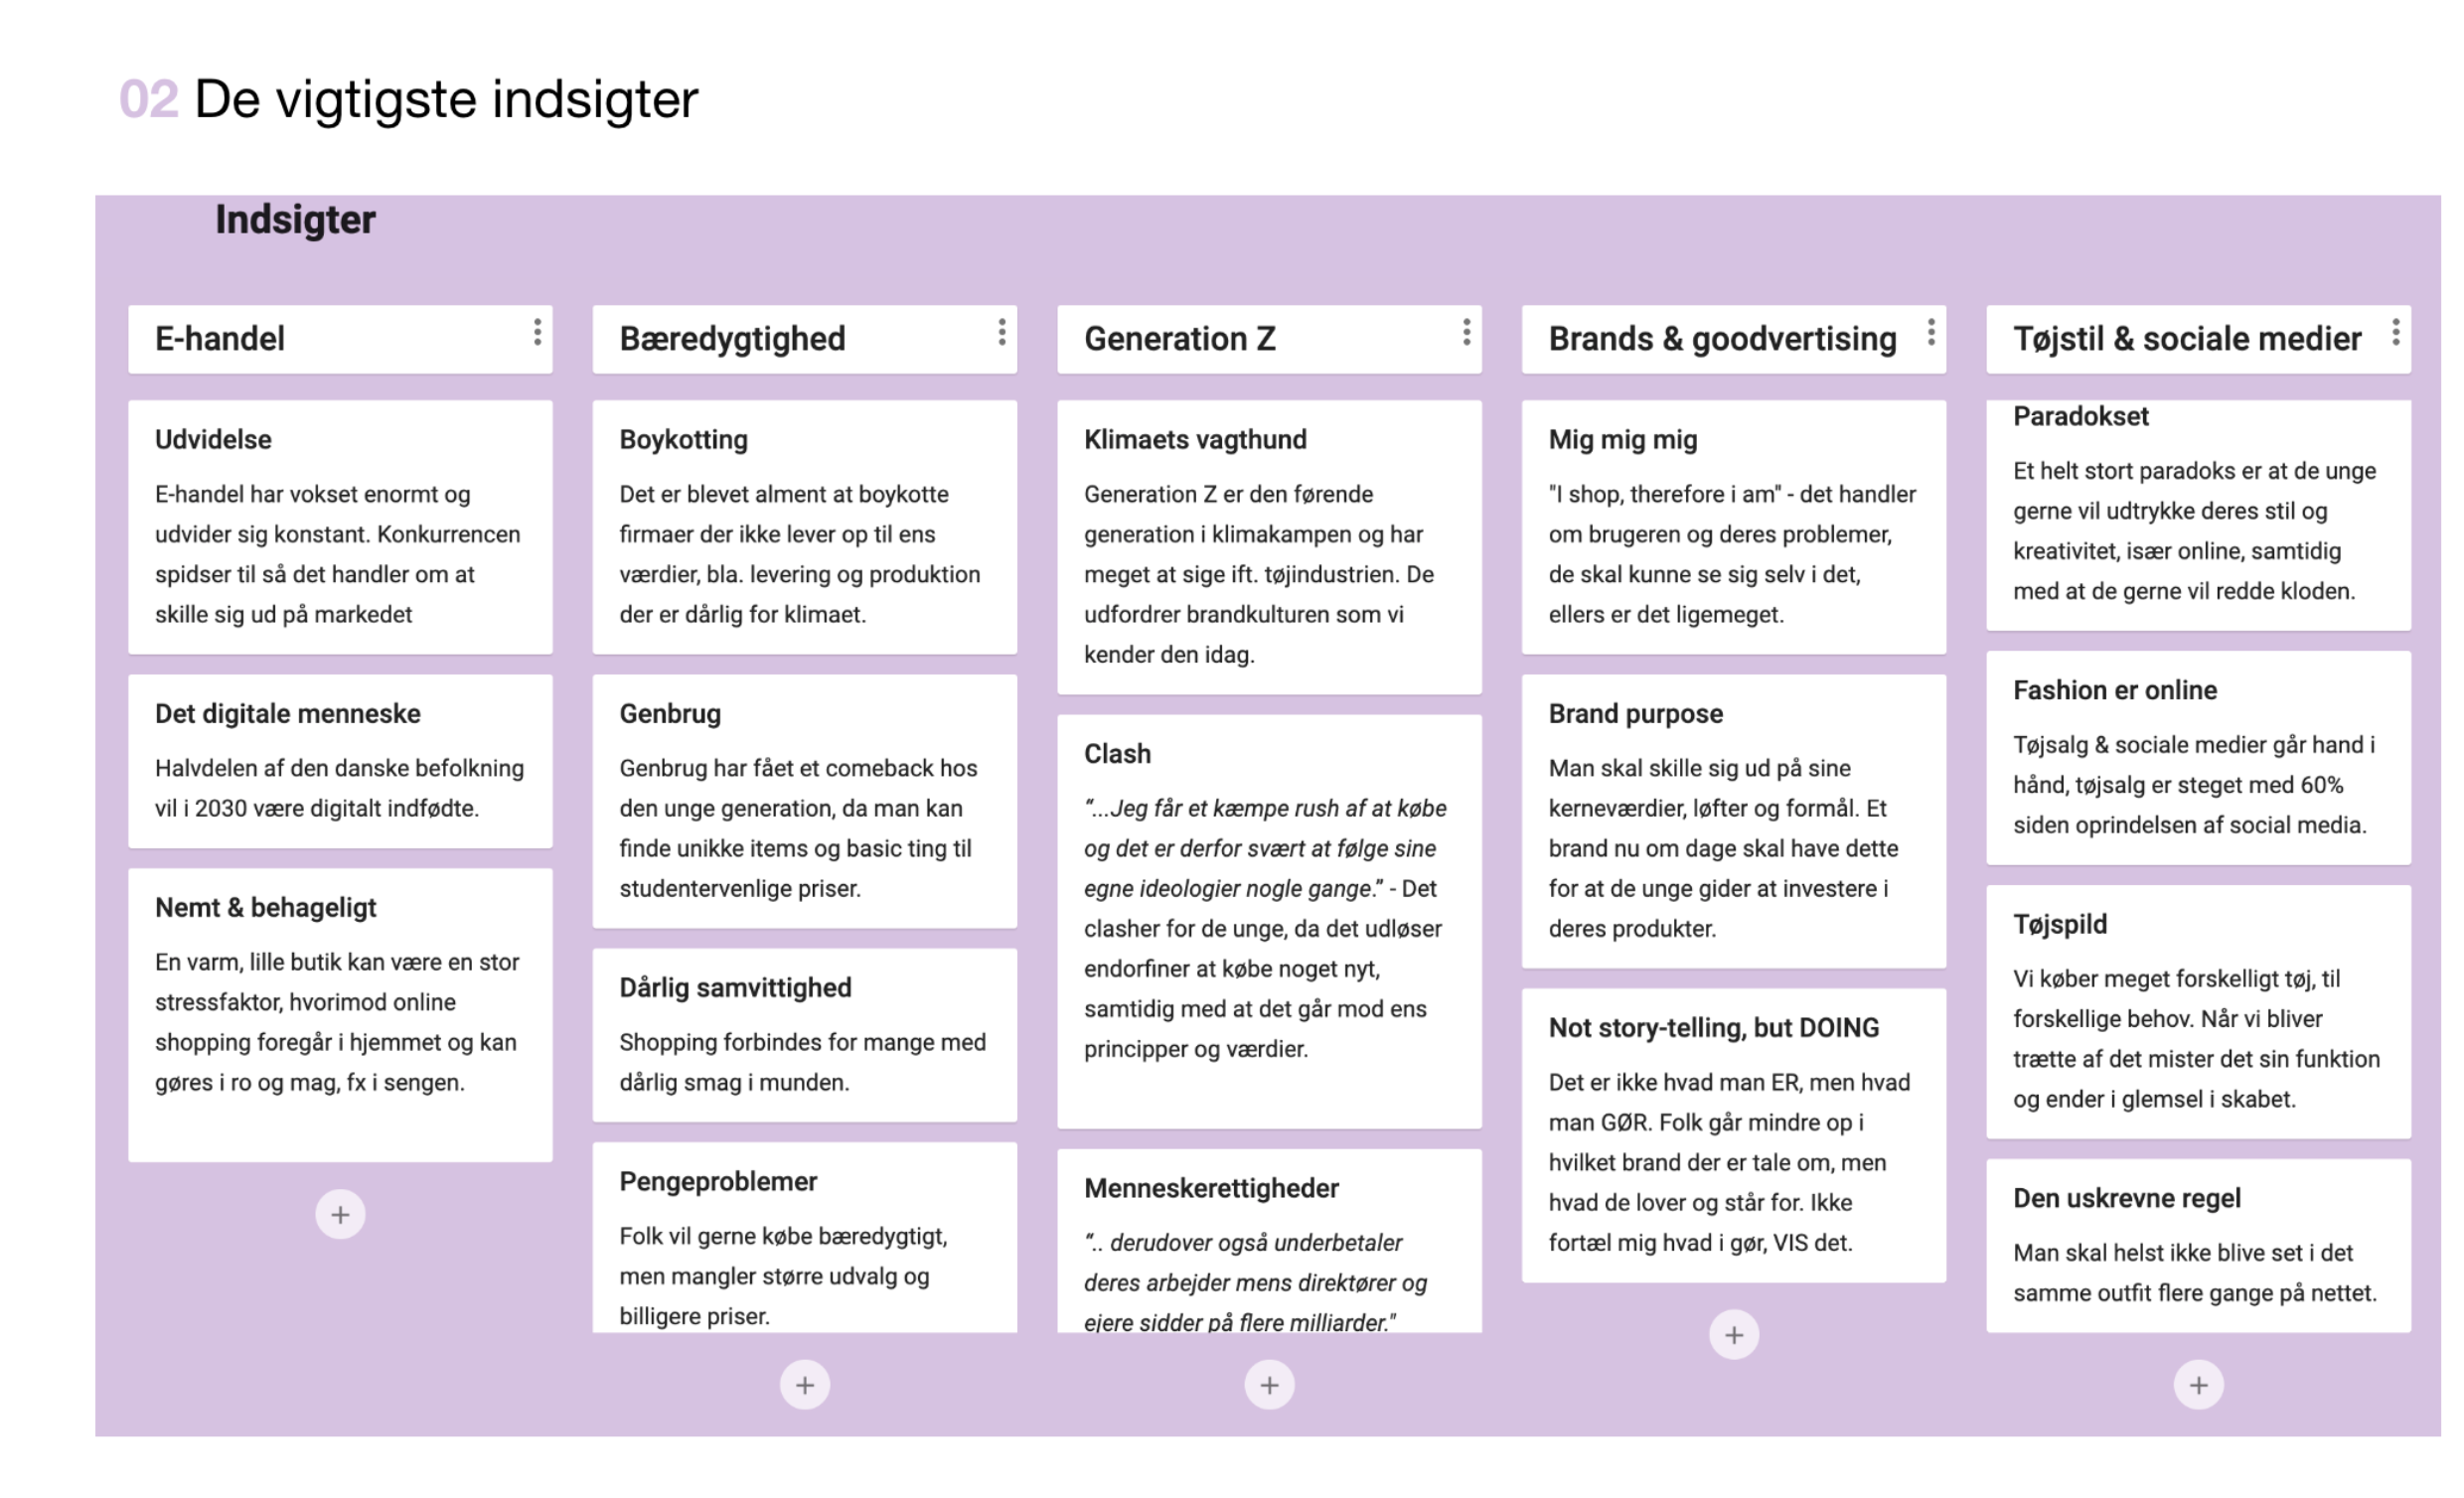 02 De vigtigste indsigter
Indsigter
E-handel
Udvidelse
E-handel har vokset enormt og
udvider sig konstant. Konkurrencen
spidser til så det handler om at
skille sig ud på markedet
Det digitale menneske
Halvdelen af den danske befolkning
vil i 2030 være digitalt indfødte.
Nemt & behageligt
En varm, lille butik kan være en stor
stressfaktor, hvorimod online
shopping foregår i hjemmet og kan
gøres i ro og mag, fx i sengen.
Bæredygtighed
Boykotting
Det er blevet alment at boykotte
firmaer der ikke lever op til ens
værdier, bla. levering og produktion
der er dårlig for klimaet.
Genbrug
Genbrug har fået et comeback hos
den unge generation, da man kan
finde unikke items og basic ting til
studentervenlige priser.
Dårlig samvittighed
Shopping forbindes for mange med
dårlig smag i munden.
Pengeproblemer
Folk vil gerne købe bæredygtigt,
men mangler større udvalg og
billigere priser.
Generation Z
Klimaets vagthund
Generation Z er den førende
generation i klimakampen og har
meget at sige ift. tøjindustrien. De
udfordrer brandkulturen som vi
kender den idag.
Clash
“...Jeg får et kæmpe rush af at købe
og det er derfor svært at følge sine
egne ideologier nogle gange.” - Det
clasher for de unge, da det udløser
endorfiner at købe noget nyt,
samtidig med at det går mod ens
principper og værdier.
Menneskerettigheder
“.. derudover også underbetaler
deres arbejder mens direktører og
ejere sidder på flere milliarder."
Brands & goodvertising
Mig mig mig
"I shop, therefore i am" - det handler
om brugeren og deres problemer,
de skal kunne se sig selv i det,
ellers er det ligemeget.
Brand purpose
Man skal skille sig ud på sine
kerneværdier, løfter og formål. Et
brand nu om dage skal have dette
for at de unge gider at investere i
deres produkter.
Not story-telling, but DOING
Det er ikke hvad man ER, men hvad
man GØR. Folk går mindre op i
hvilket brand der er tale om, men
hvad de lover og står for. Ikke
fortæl mig hvad i gør, VIS det.
Tøjstil & sociale medier
Paradokset
Et helt stort paradoks er at de unge
gerne vil udtrykke deres stil og
kreativitet, især online, samtidig
med at de gerne vil redde kloden.
Fashion er online
Tøjsalg & sociale medier går hand i
hånd, tøjsalg er steget med 60%
siden oprindelsen af social media.
Tøjspild
Vi køber meget forskelligt tøj, til
forskellige behov. Når vi bliver
trætte af det mister det sin funktion
og ender i glemsel i skabet.
Den uskrevne regel
Man skal helst ikke blive set i det
samme outfit flere gange på nettet.